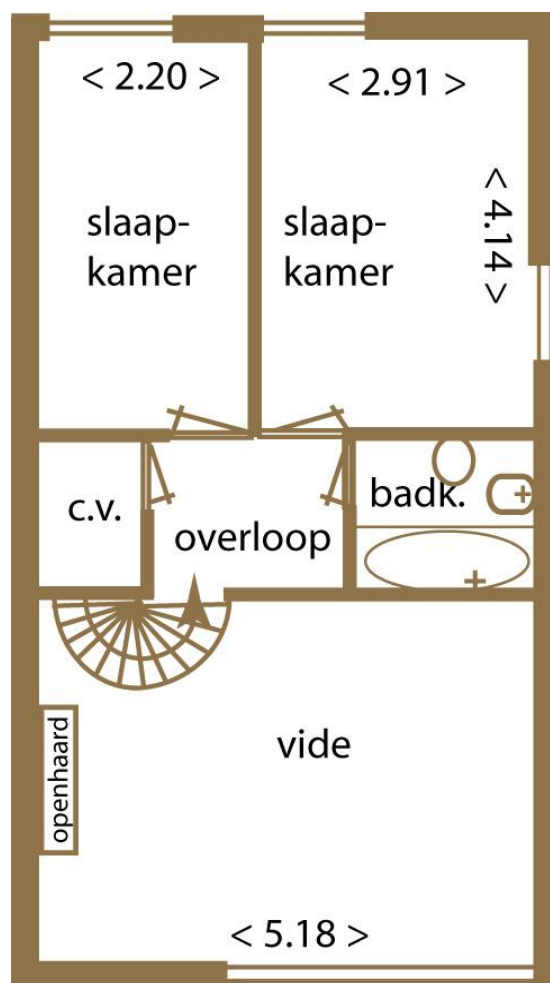 < 2.20 >
< 2.91 >
< 4.14 >
slaap-
kamer
slaap-
kamer
c.v.
overloop
badk.
openhaard
vide
< 5.18 >